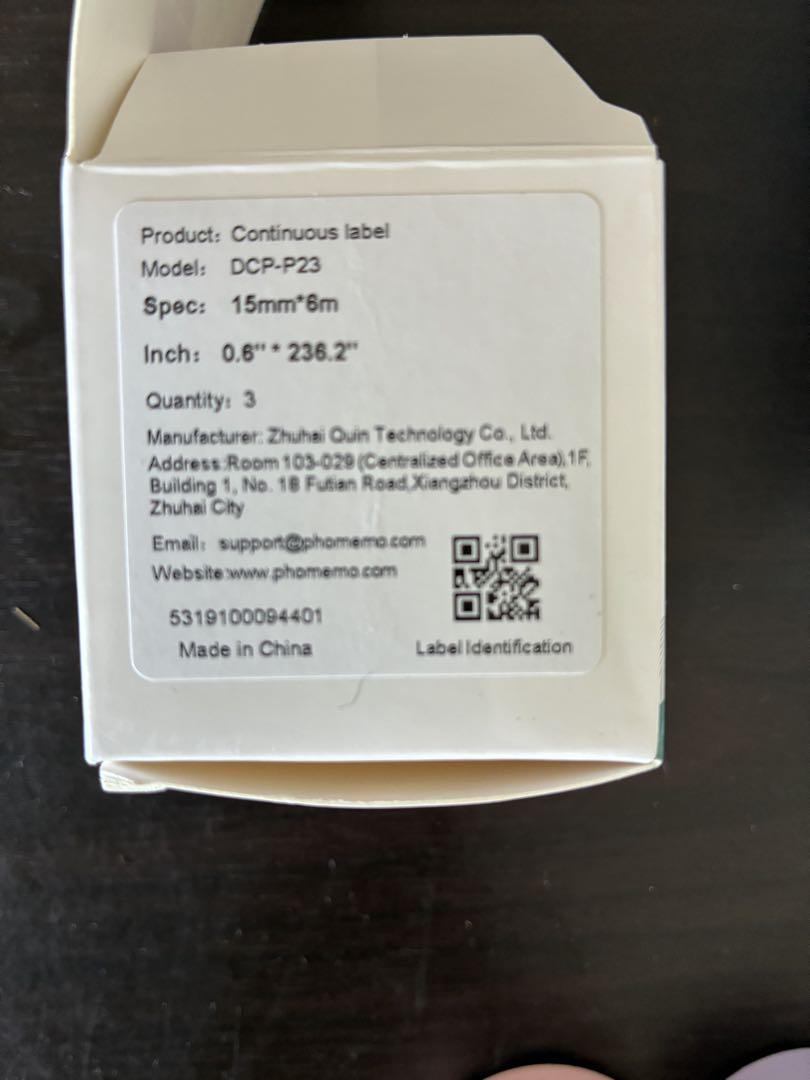 Product: Continuous label
Model: DCP-P23
Spec: 15mm*6m
Inch: 0.6" * 236.2"
Quantity: 3
Manufacturer: Zhuhai Quin Technology Co., Ltd.
Address:Room 103-029 (Centralized Office Area),1F,
Building 1, No. 18 Futian Road,Xiangzhou District,
Zhuhai City
Email: support@phomemo.com
Website:www.phomemo.com
5319100094401
Made in China
Label Identification